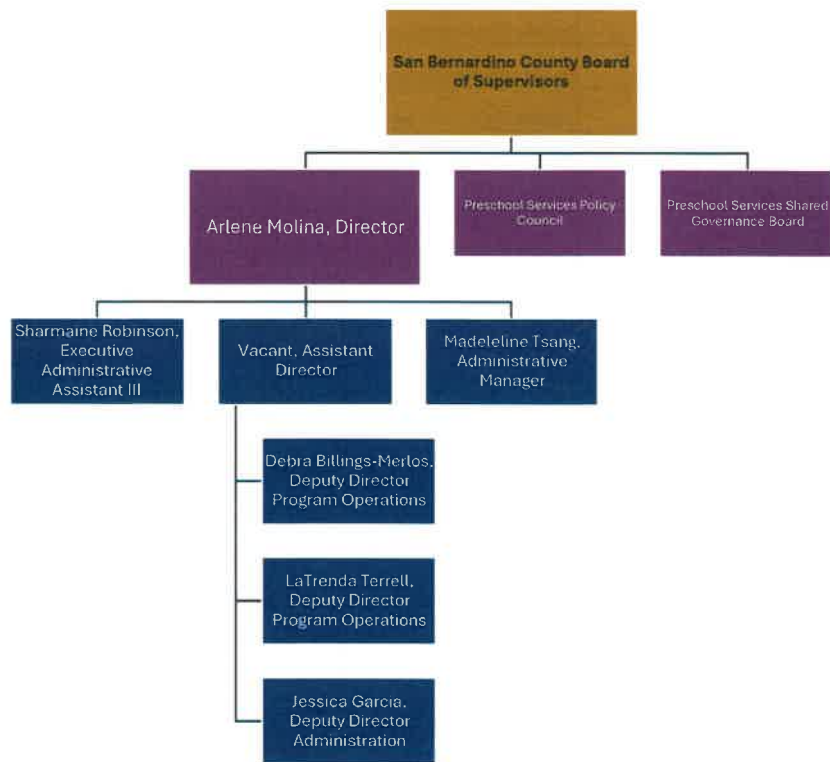 San Bernardino County Board
of Supervisors
Arlene Molina, Director
Preschool Services Policy
Council
Preschool Services Shared
Governance Board
Sharmaine Robinson,
Executive
Administrative
Assistant III
Vacant, Assistant
Director
Madeleline Tsang,
Administrative
Manager
Debra Billings-Merlos,
Deputy Director
Program Operations
LaTrenda Terrell,
Deputy Director
Program Operations
Jessica Garcia,
Deputy Director
Administration